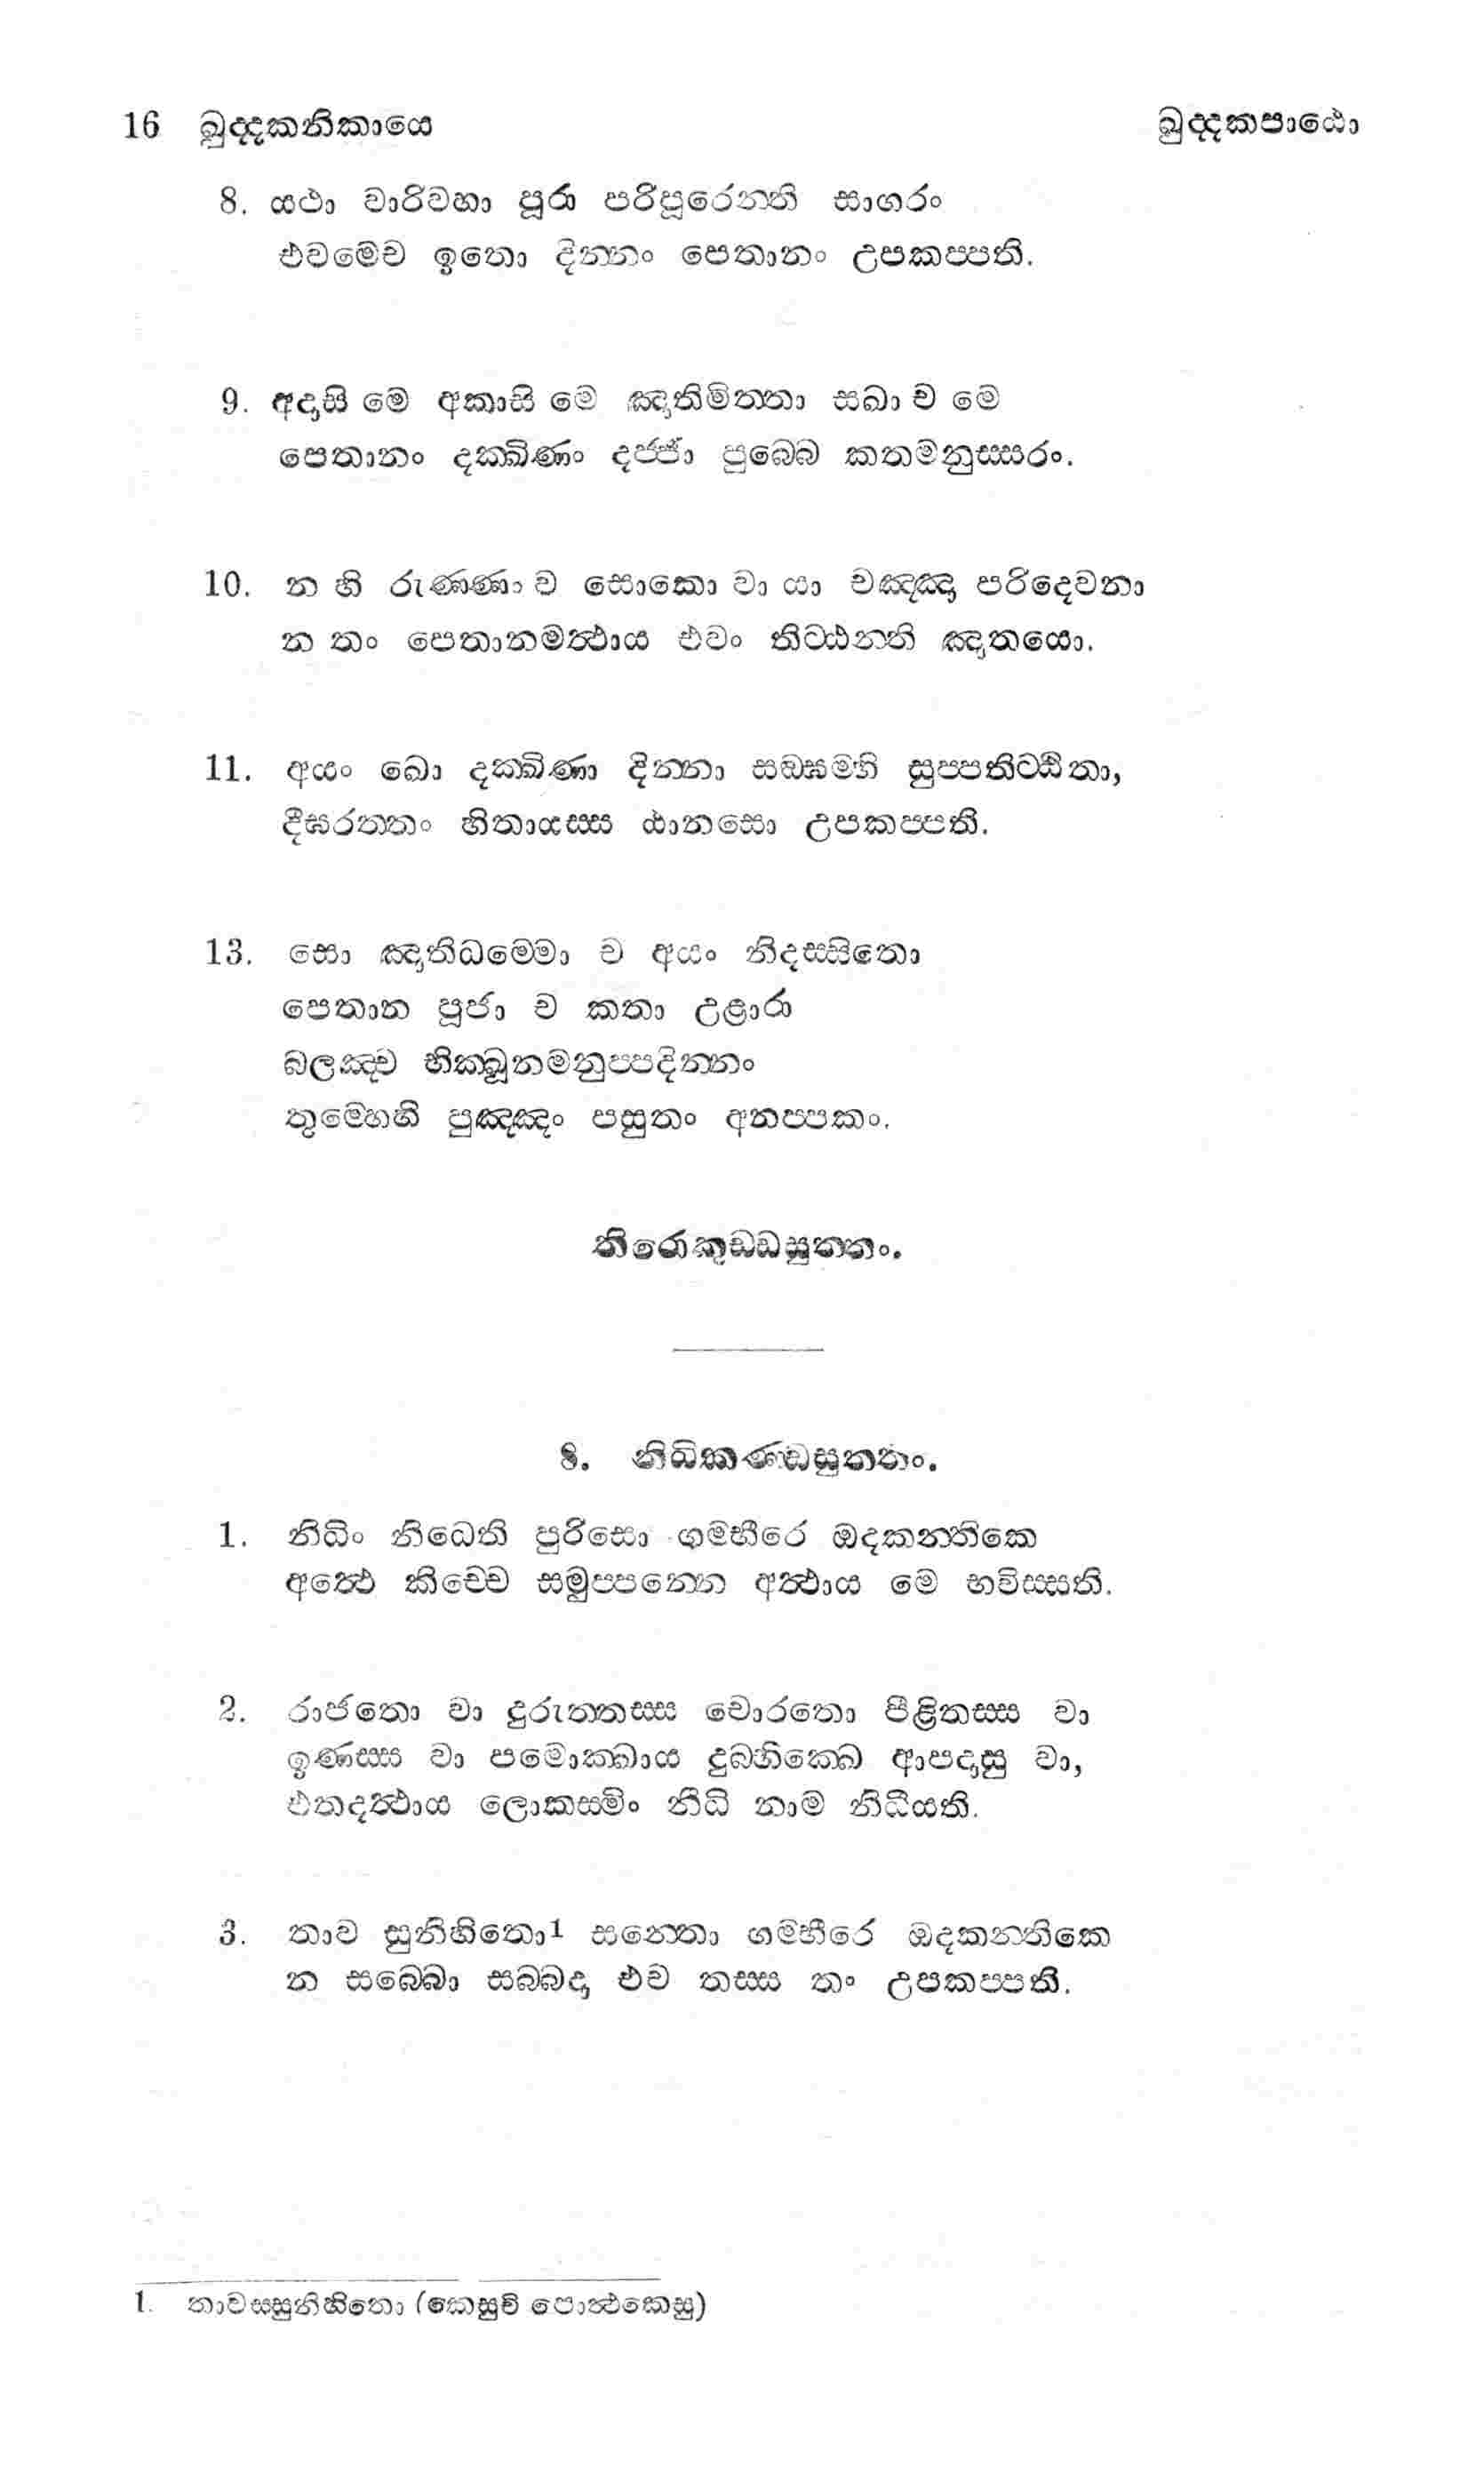 16 ඛුද්දකනිකායෙ ඛුද්දකපාඨො
8. යථා වාරිවහා පූරා පරිපූරෙන්ති සාගරං
එවමේච ඉතො දින්නං පෙතානං උපකප්පති.
9. අදාසි මෙ අකාසි මෙ ඤාතිමිත්තා සඛා ච මෙ
පෙතානං දක්ඛිණං දජ්ජා පුබ්බෙ කතමනුස්සරං.
10. න හි රුණ්ණං ව සොකො වා යා චඤ්ඤා පරිදෙවනා
න තං පෙතානමත්ථාය එවං තිට්ඨන්ති ඤාතයො.
11. අයං ඛො දක්ඛිණා දින්නා සඞ්ඝම්හි සුප්පතිට්ඨිතා,
දීඝරත්තං හිතායස්ස ඨානසො උපකප්පති.
13. සො ඤාතිධම්මො ච අයං නිදස්සිතො
පෙතාන පූජා ච කතා උළාරා
බලඤ්ච භික්ඛූනමනුප්පදින්නං
තුම්හෙහි පුඤ්ඤං පසුතං අනප්පකං.
තිරොකුඩ්ඩසුත්තං.
8. නිධිකණ්ඩසුත්තං.
1. නිධිං නිධෙති පුරිසො ගම්භීරෙ ඔදකන්තිකෙ
අත්ථෙ කිච්චෙ සමුප්පන්නෙ අත්ථාය මෙ භවිස්සති.
2. රාජතො වා දුරුත්තස්ස චොරතො පීළිතස්ස වා
ඉණස්ස වා පමොක්ඛාය දුබ්භික්ඛෙ ආපදාසු වා,
එතදත්ථාය ලොකස්මිං නිධි නාම නිධීයති.
3. තාව සුනිහිතො1 සන්තො ගම්භීරෙ ඔදකන්තිකෙ
න සබ්බො සබ්බදා එව තස්ස තං උපකප්පති.
1. තාවස්සුනිහිතො (කෙසුචි පොත්ථකෙසු)